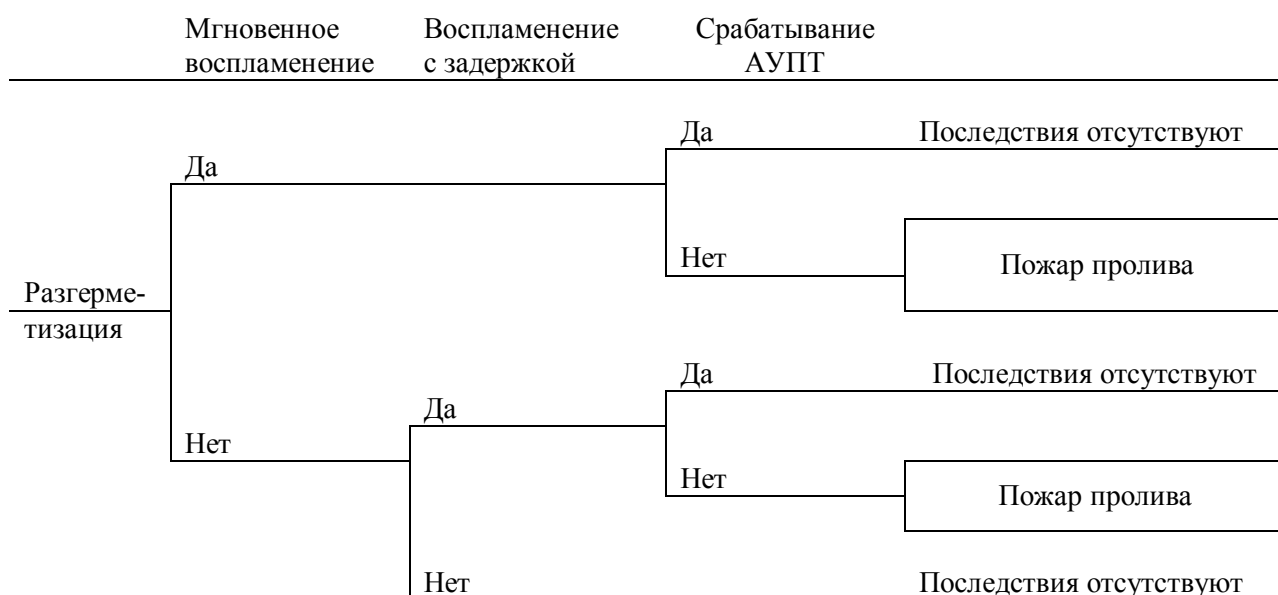 Мгновенное
воспламенение
Воспламенение
с задержкой
Срабатывание
АУПТ
Да
Последствия отсутствуют
Да
Нет
Пожар пролива
Разгерме-
тизация
Да
Последствия отсутствуют
Да
Нет
Нет
Пожар пролива
Нет
Последствия отсутствуют